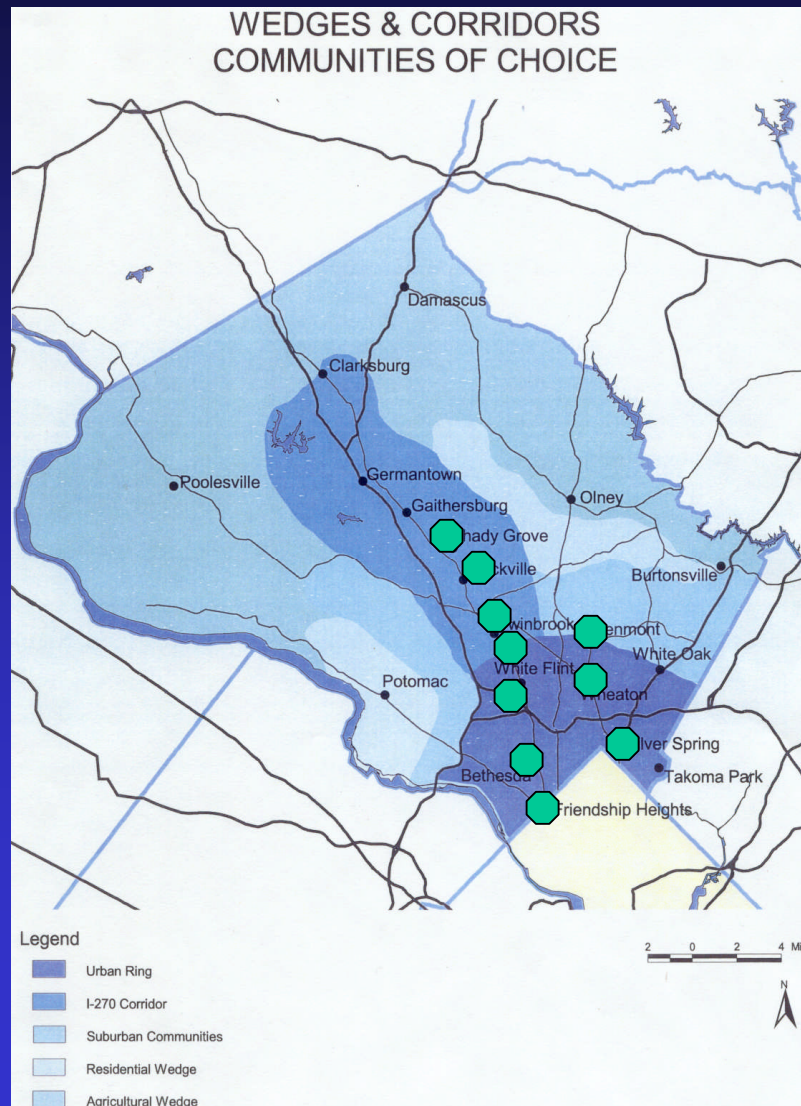 WEDGES & CORRIDORS
COMMUNITIES OF CHOICE
Damascus
Clarksburg
Germantown
Poolesville
Olney
Gaithersburg
hady Grove
ckville
Burtonsville
winbrook
enmont
White Oak
White Flint
Potomac
Wheaton
lver Spring
Bethesda
Takoma Park
Friendship Heights
Legend
Urban Ring
I-270 Corridor
Suburban Communities
Residential Wedge
Agricultural Wedge
2 0 2 4 Mi
N